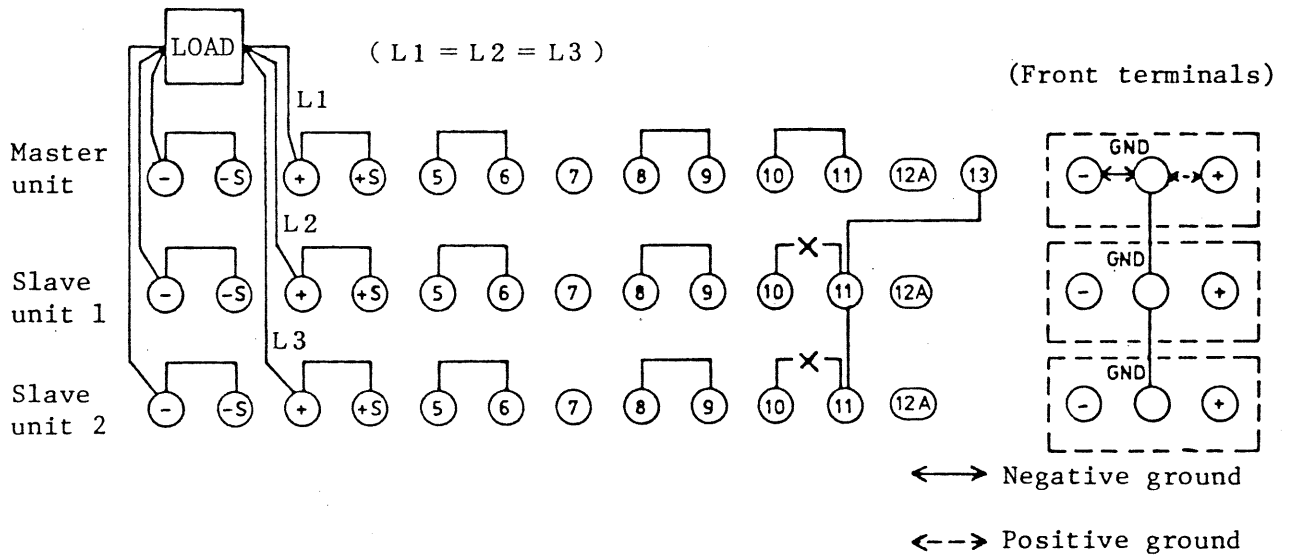 LOAD
( L1 = L2 = L3 )
(Front terminals)
L1
Master unit
- -S + +S 5 6 7 8 9 10 11 12A 13
GND
- +
L2
Slave unit 1
- -S + +S 5 6 7 8 9 10 11 12A
GND
- +
L3
Slave unit 2
- -S + +S 5 6 7 8 9 10 11 12A
GND
- +
Negative ground
Positive ground